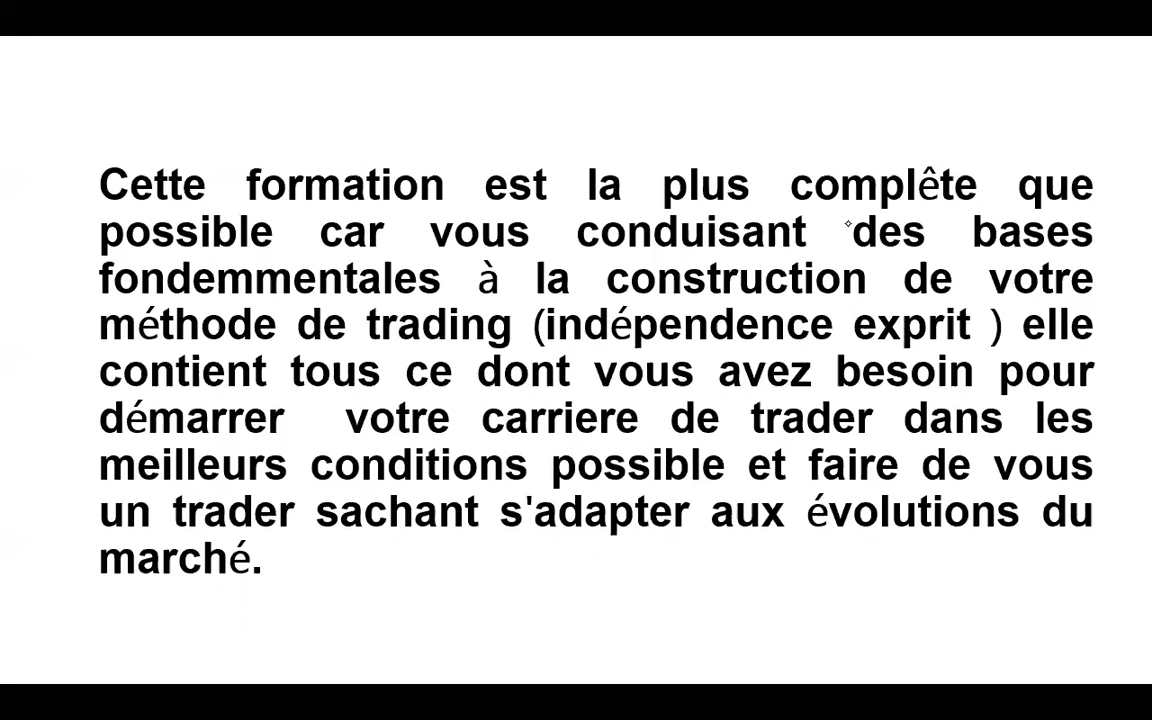 Cette formation est la plus complête que
possible car vous conduisant des bases
fondemmentales à la construction de votre
méthode de trading (indépendence exprit ) elle
contient tous ce dont vous avez besoin pour
démarrer votre carriere de trader dans les
meilleurs conditions possible et faire de vous
un trader sachant s'adapter aux évolutions du
marché.